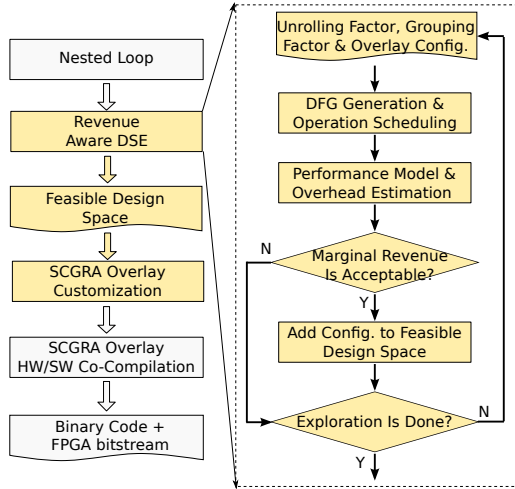 Nested Loop
Revenue
Aware DSE
Feasible Design
Space
SCGRA Overlay
Customization
SCGRA Overlay
HW/SW Co-Compilation
Binary Code +
FPGA bitstream
Unrolling Factor, Grouping
Factor & Overlay Config.
DFG Generation &
Operation Scheduling
Performance Model &
Overhead Estimation
N
Marginal Revenue
Is Acceptable?
Y
Add Config. to Feasible
Design Space
Exploration Is Done?
N
Y